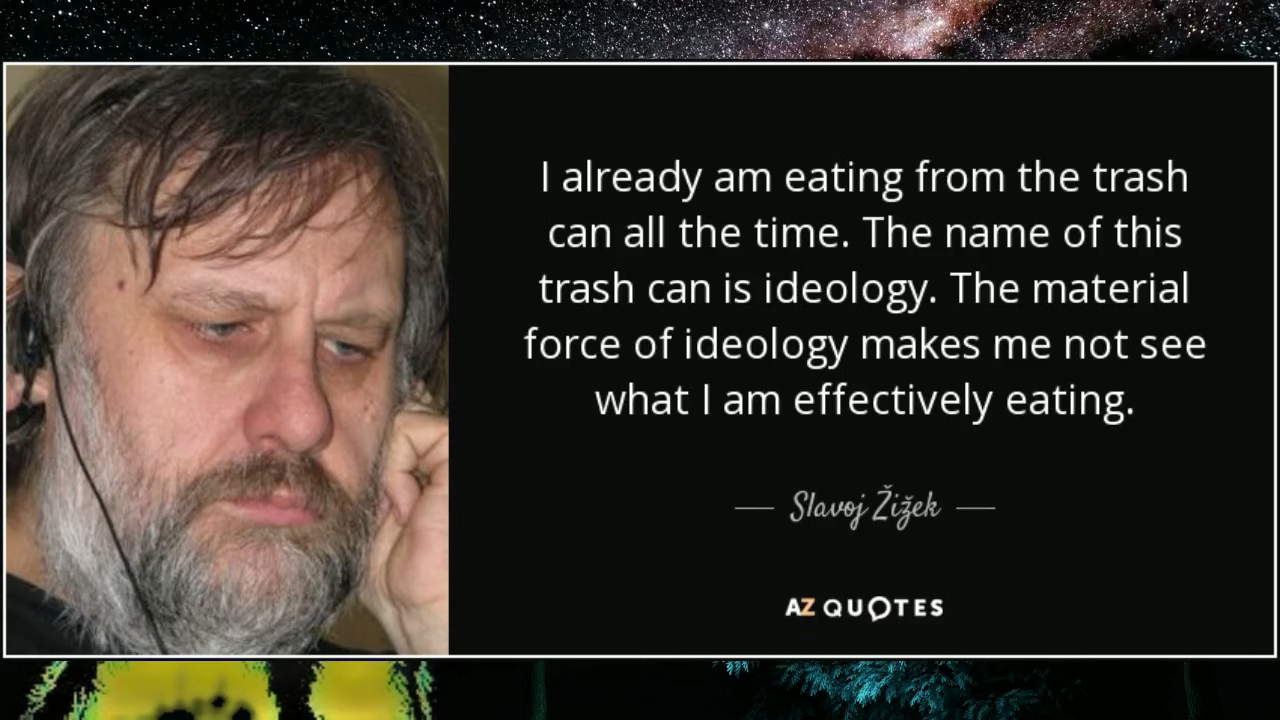 I already am eating from the trash
can all the time. The name of this
trash can is ideology. The material
force of ideology makes me not see
what I am effectively eating.
Slavoj Žižek
AZ QUOTES